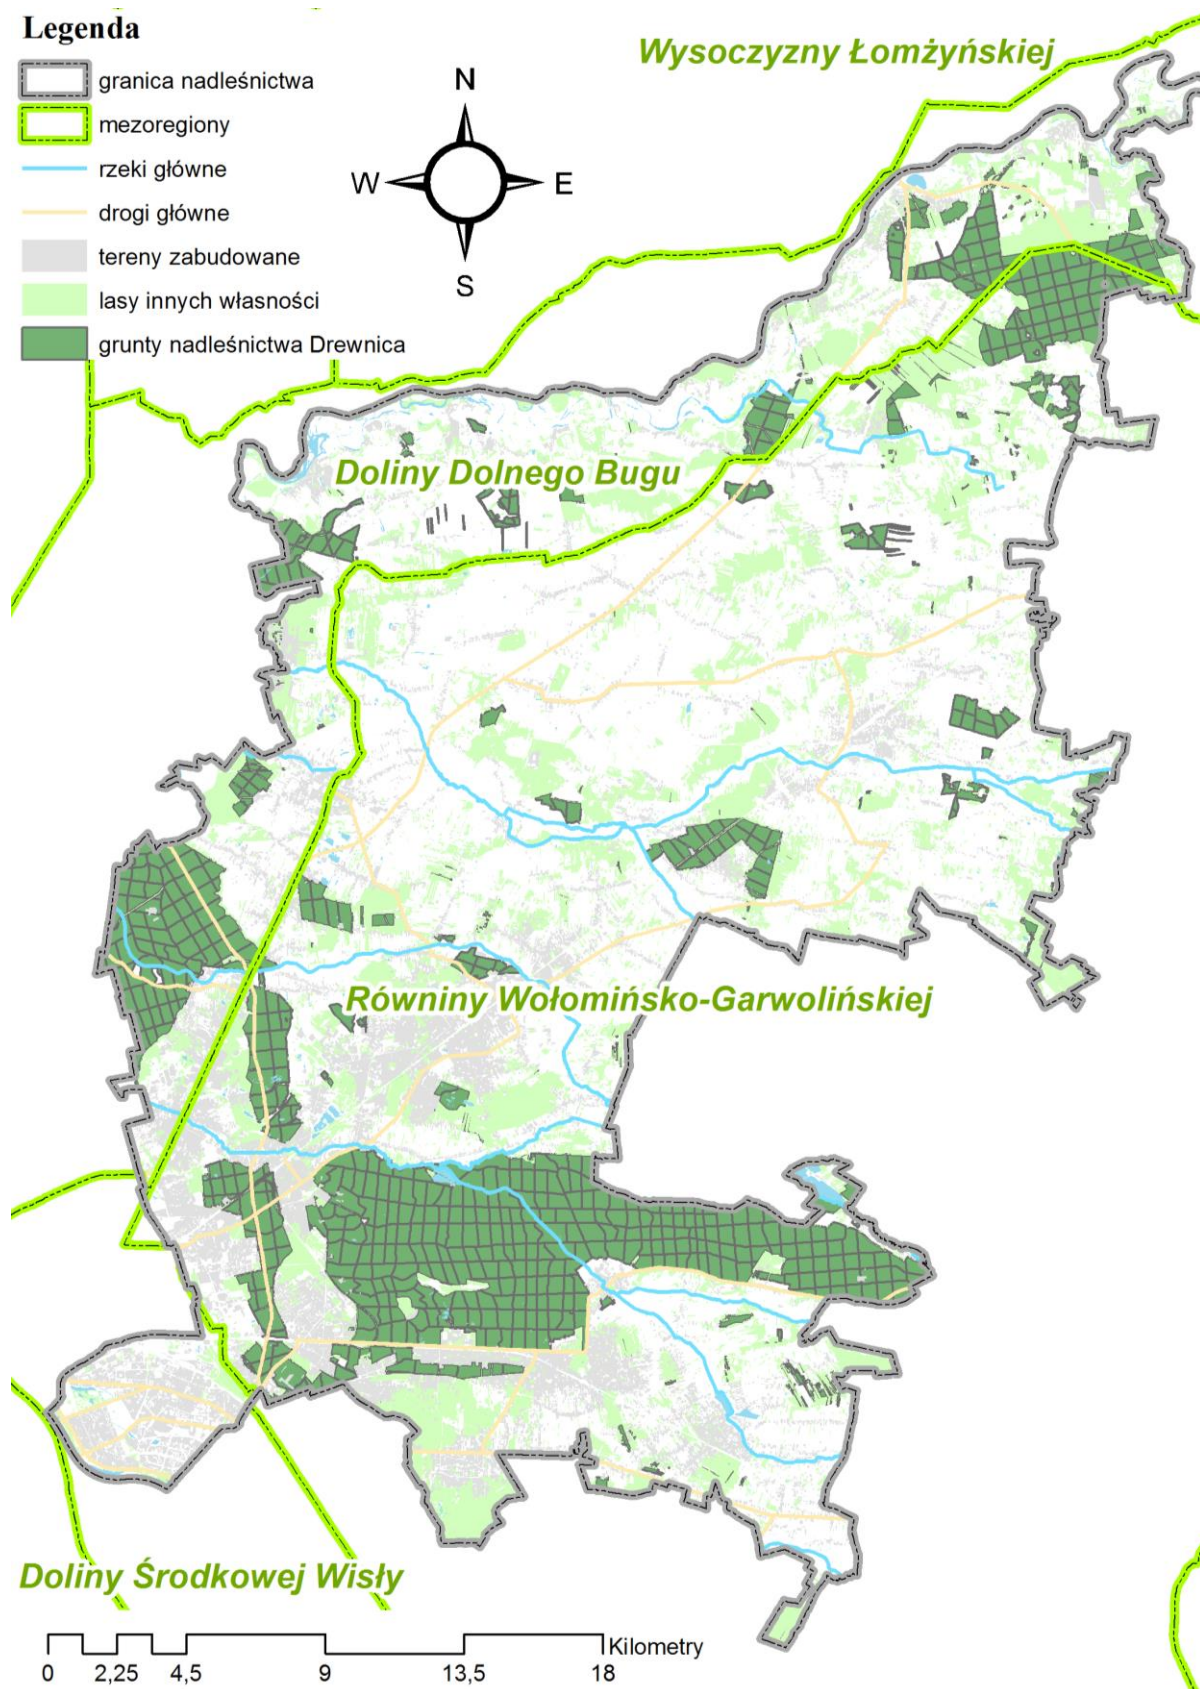 Legenda
granica nadleśnictwa
mezoregiony
rzeki główne
drogi główne
tereny zabudowane
lasy innych własności
grunty nadleśnictwa Drewnica
N
W
E
S
Wysoczyzny Łomżyńskiej
Doliny Dolnego Bugu
Równiny Wołomińsko-Garwolińskiej
Doliny Środkowej Wisły
Kilometry
0 2,25 4,5 9 13,5 18